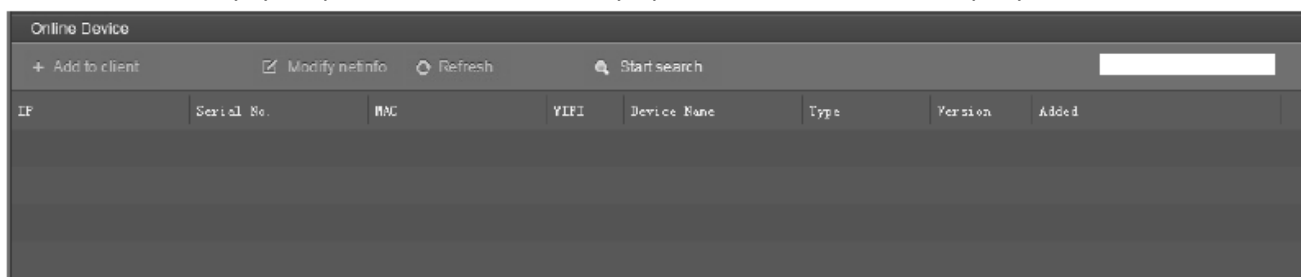 Online Device
+ Add to client Modify netinfo Refresh Start search
IP Serial No. MAC WIFI Device Name Type Version Added